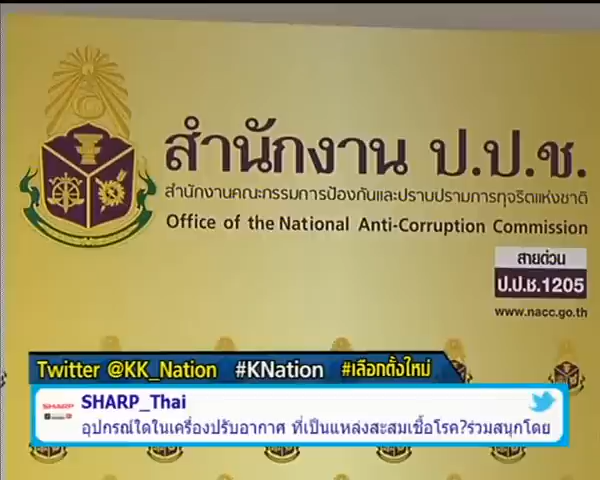 สำนักงาน ป.ป.ช.
สำนักงานคณะกรรมการป้องกันและปราบปรามการทุจริตแห่งชาติ
Office of the National Anti-Corruption Commission
สายด่วน
ป.ป.ช.1205
www.nacc.go.th
Twitter @KK_Nation #KNation #เลือกตั้งใหม่
SHARP
SHARP_Thai
อุปกรณ์ใดในเครื่องปรับอากาศ ที่เป็นแหล่งสะสมเชื้อโรค?ร่วมสนุกโดย